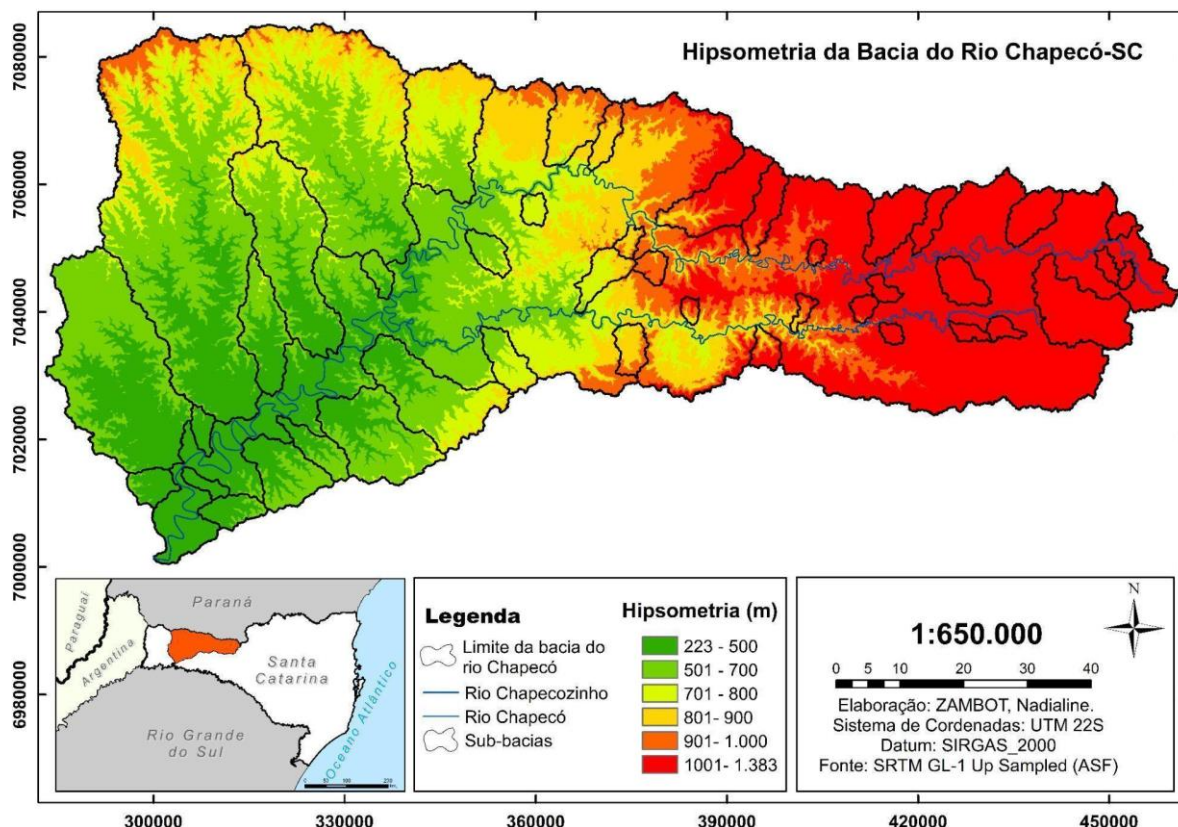 Hipsometria da Bacia do Rio Chapecó-SC
7080000
7060000
7040000
7020000
7000000
6980000
Paraguai
Argentina
Paraná
Santa
Catarina
Rio Grande
do Sul
Oceano Atlântico
Legenda
Limite da bacia do
rio Chapecó
Rio Chapecozinho
Rio Chapecó
Sub-bacias
Hipsometria (m)
223 - 500
501 - 700
701 - 800
801 - 900
901- 1.000
1001- 1.383
N
1:650.000
0 5 10 20 30 40
Elaboração: ZAMBOT, Nadialine.
Sistema de Cordenadas: UTM 22S
Datum: SIRGAS_2000
Fonte: SRTM GL-1 Up Sampled (ASF)
300000 330000 360000 390000 420000 450000